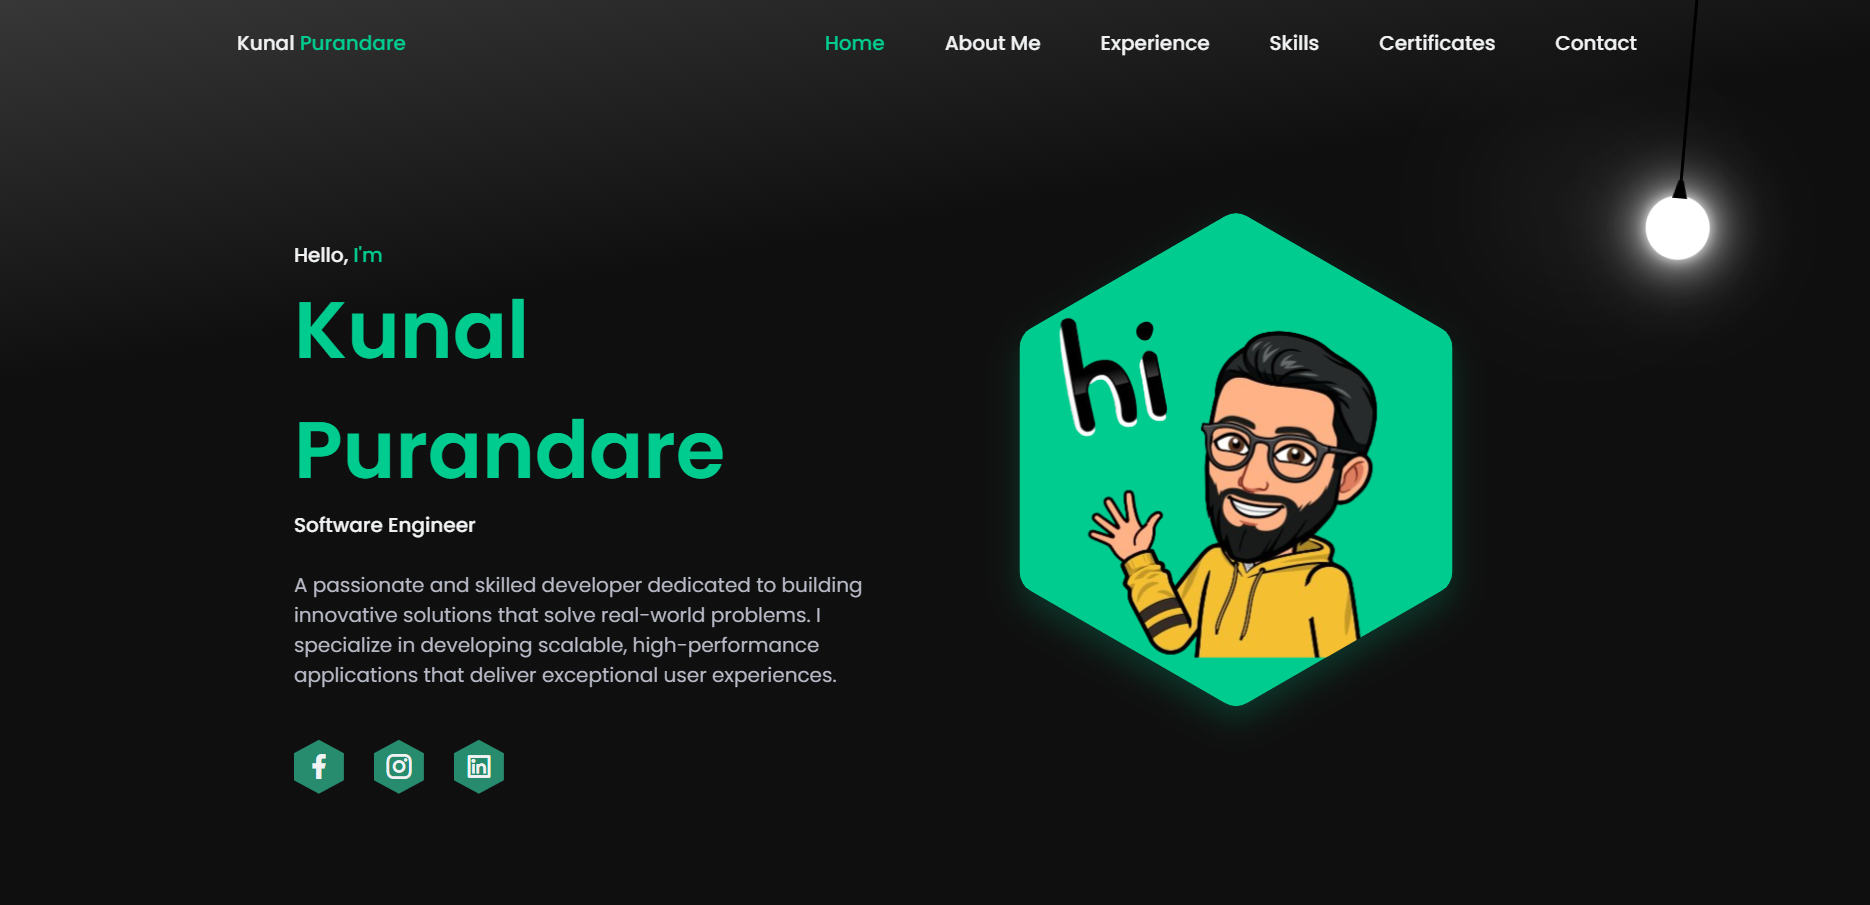 Kunal Purandare
Home About Me Experience Skills Certificates Contact
Hello, I'm
Kunal
Purandare
Software Engineer
A passionate and skilled developer dedicated to building
innovative solutions that solve real-world problems. I
specialize in developing scalable, high-performance
applications that deliver exceptional user experiences.
hi